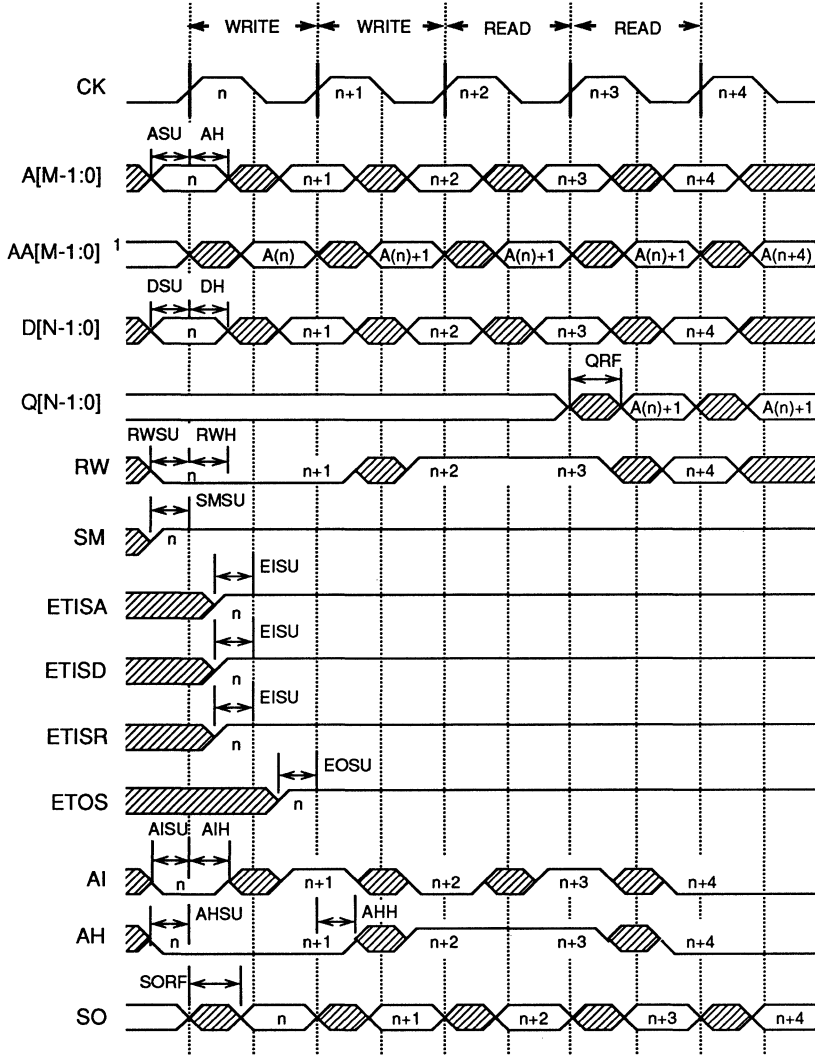 WRITE WRITE READ READ
CK n n+1 n+2 n+3 n+4
ASU AH
A[M-1:0] n n+1 n+2 n+3 n+4
AA[M-1:0] 1 A(n) A(n)+1 A(n)+1 A(n)+1 A(n+4)
DSU DH
D[N-1:0] n n+1 n+2 n+3 n+4
QRF
Q[N-1:0] A(n)+1 A(n)+1
RWSU RWH
RW n n+1 n+2 n+3 n+4
SMSU
SM n
EISU
ETISA n
EISU
ETISD n
EISU
ETISR n
EOSU
ETOS n
AISU AIH
AI n n+1 n+2 n+3 n+4
AHSU AHH
AH n n+1 n+2 n+3 n+4
SORF
SO n n+1 n+2 n+3 n+4